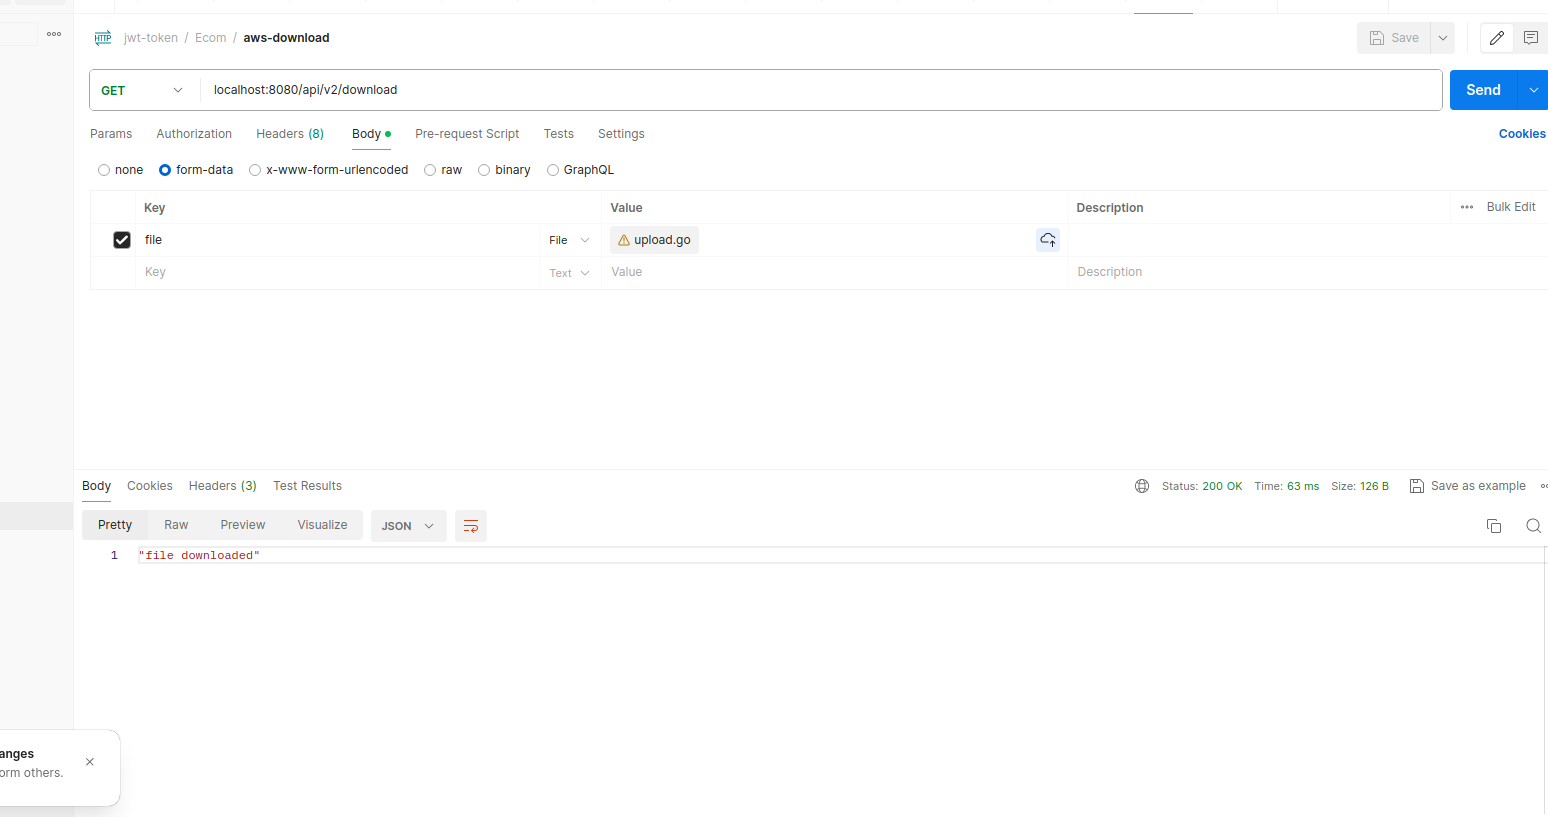 HTTP jwt-token / Ecom / aws-download
Save
GET localhost:8080/api/v2/download Send
Params Authorization Headers (8) Body Pre-request Script Tests Settings Cookies
none form-data x-www-form-urlencoded raw binary GraphQL
Key Value Description Bulk Edit
file File upload.go
Key Text Value Description
Body Cookies Headers (3) Test Results Status: 200 OK Time: 63 ms Size: 126 B Save as example
Pretty Raw Preview Visualize JSON
1 "file downloaded"
anges
orm others.